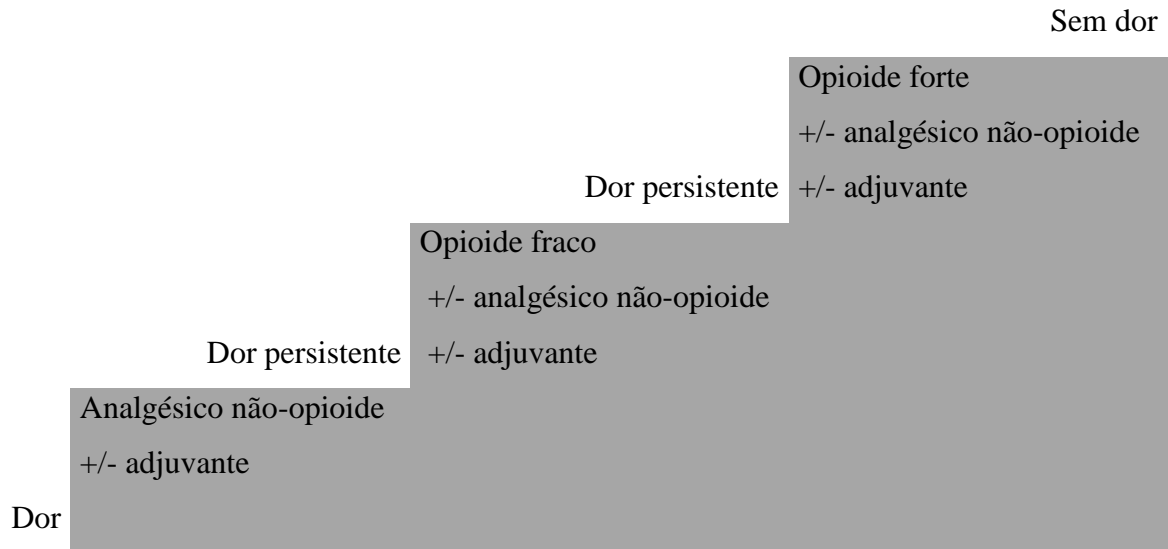 Sem dor
Opioide forte
+/- analgésico não-opioide
Dor persistente +/- adjuvante
Opioide fraco
+/- analgésico não-opioide
Dor persistente +/- adjuvante
Analgésico não-opioide
+/- adjuvante
Dor